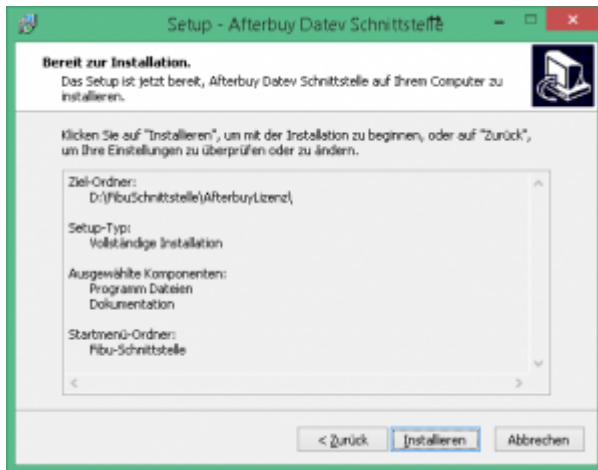 Setup - Afterbuy Datev Schnittstelle
Bereit zur Installation.
Das Setup ist jetzt bereit, Afterbuy Datev Schnittstelle auf Ihrem Computer zu
installieren.
Klicken Sie auf "Installieren", um mit der Installation zu beginnen, oder auf "Zurück",
um Ihre Einstellungen zu überprüfen oder zu ändern.
Ziel-Ordner:
D:\FibuSchnittstelle\AfterbuyLizenz\
Setup-Typ:
Vollständige Installation
Ausgewählte Komponenten:
Programm Dateien
Dokumentation
Startmenü-Ordner:
Fibu-Schnittstelle
< Zurück
Installieren
Abbrechen